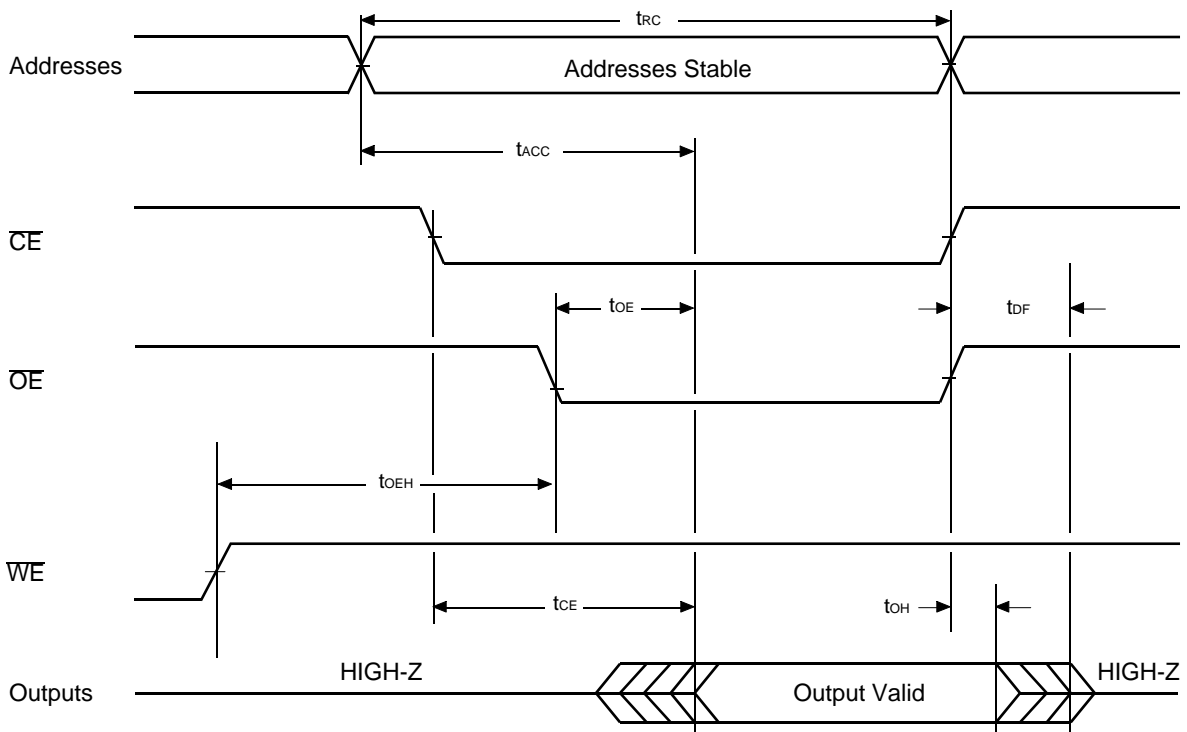 tRC
Addresses
Addresses Stable
tACC
CE
tOE
tDF
OE
tOEH
WE
tCE
tOH
HIGH-Z
HIGH-Z
Outputs
Output Valid